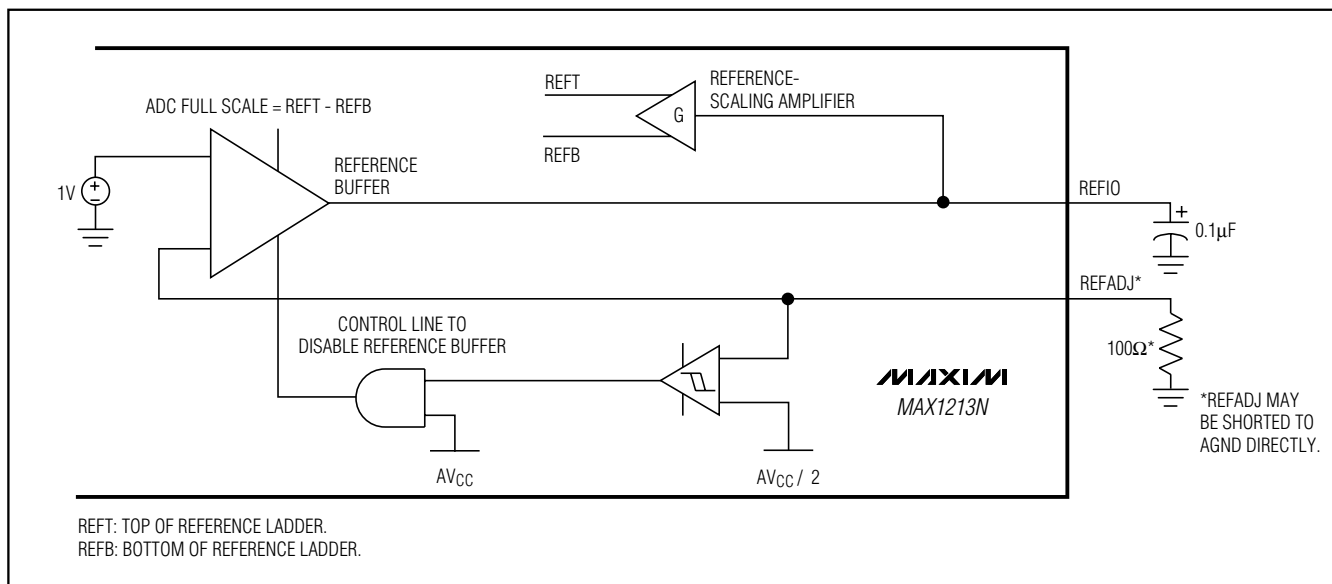 REFT
REFERENCE-
SCALING AMPLIFIER
G
REFB
ADC FULL SCALE = REFT - REFB
REFERENCE
BUFFER
1V
REFIO
+
0.1µF
REFADJ*
CONTROL LINE TO
DISABLE REFERENCE BUFFER
100Ω*
MAXIM
MAX1213N
*REFADJ MAY
BE SHORTED TO
AGND DIRECTLY.
AVCC
AVCC / 2
REFT: TOP OF REFERENCE LADDER.
REFB: BOTTOM OF REFERENCE LADDER.